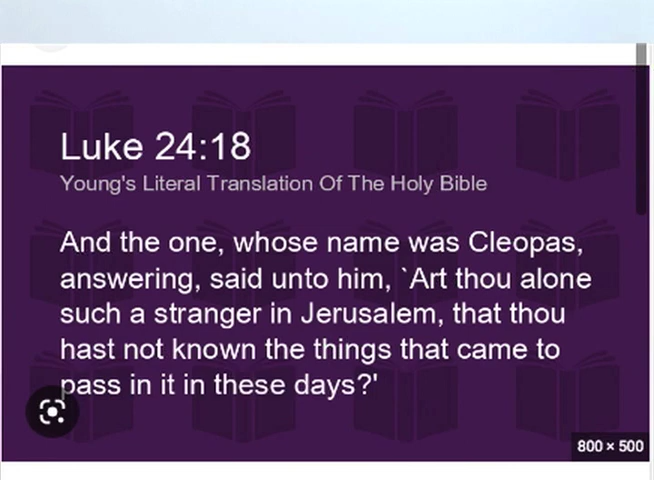 Luke 24:18
Young's Literal Translation Of The Holy Bible
And the one, whose name was Cleopas,
answering, said unto him, `Art thou alone
such a stranger in Jerusalem, that thou
hast not known the things that came to
pass in it in these days?'
800 × 500